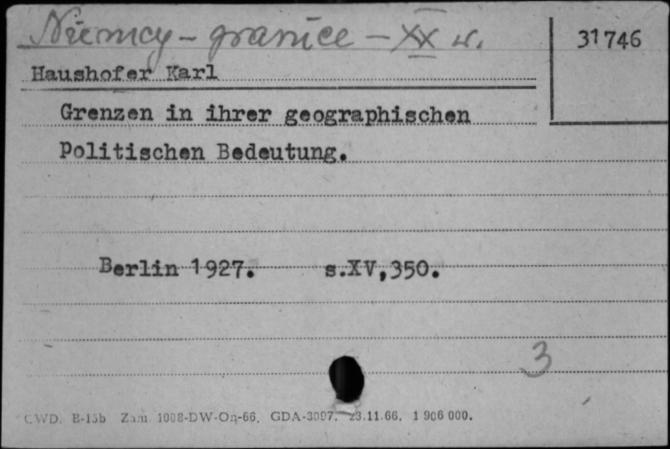 Niemcy - granice - XX w.
31746
Haushofer Karl
Grenzen in ihrer geographischen
Politischen Bedeutung.
Berlin 1927. s.XV,350.
3
CWD. B-15b Zam. 1008-DW-Oq-66, GDA-3097. 23.11.66. 1 906 000.